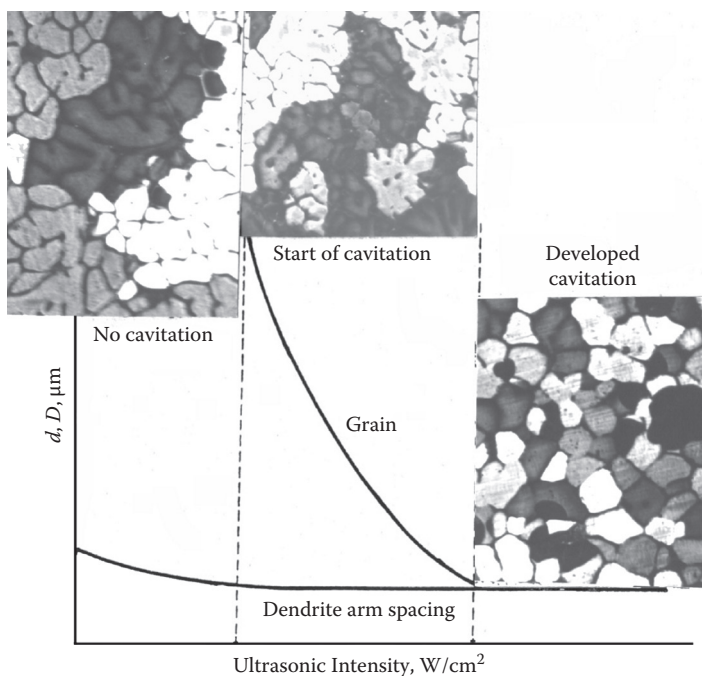 Start of cavitation
Developed
cavitation
No cavitation
d, D, μm
Grain
Dendrite arm spacing
Ultrasonic Intensity, W/cm²